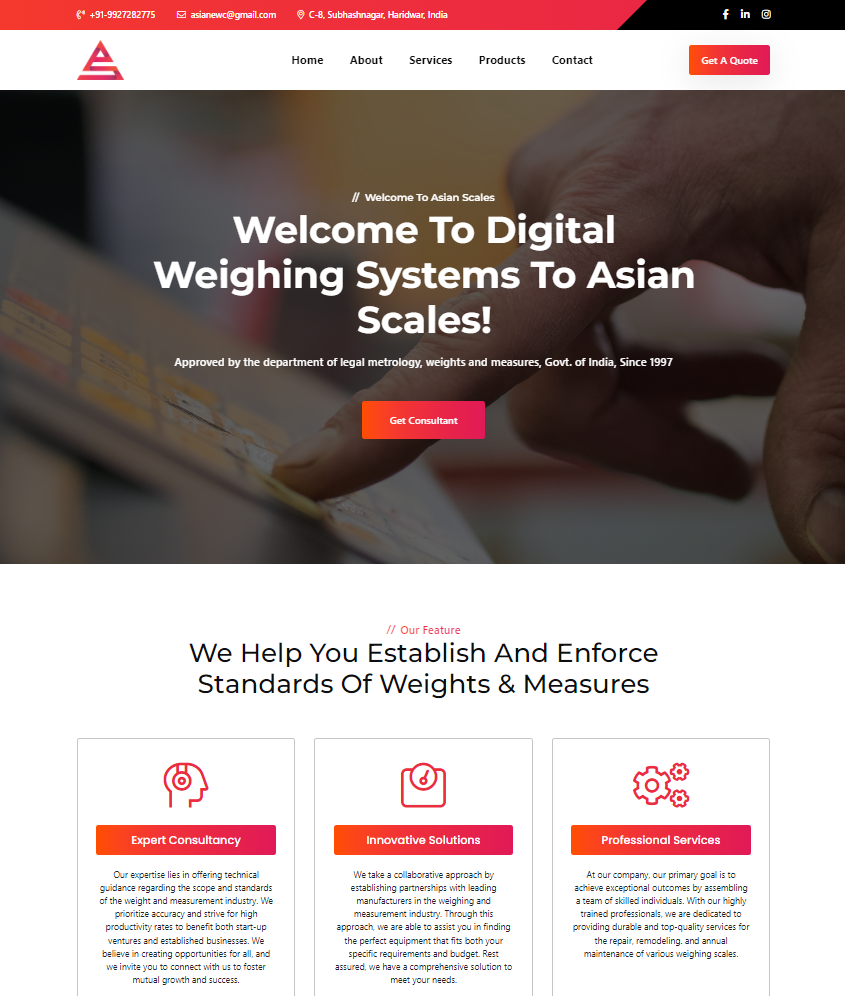 +91-9927282775 asianewc@gmail.com C-8, Subhashnagar, Haridwar, India
Home About Services Products Contact Get A Quote
// Welcome To Asian Scales
Welcome To Digital
Weighing Systems To Asian
Scales!
Approved by the department of legal metrology, weights and measures, Govt. of India, Since 1997
Get Consultant
// Our Feature
We Help You Establish And Enforce
Standards Of Weights & Measures
Expert Consultancy
Our expertise lies in offering technical
guidance regarding the scope and standards
of the weight and measurement industry. We
prioritize accuracy and strive for high
productivity rates to benefit both start-up
ventures and established businesses. We
believe in creating opportunities for all, and
we invite you to connect with us to foster
mutual growth and success.
Innovative Solutions
We take a collaborative approach by
establishing partnerships with leading
manufacturers in the weighing and
measurement industry. Through this
approach, we are able to assist you in finding
the perfect equipment that fits both your
specific requirements and budget. Rest
assured, we have a comprehensive solution to
meet your needs.
Professional Services
At our company, our primary goal is to
achieve exceptional outcomes by assembling
a team of skilled individuals. With our highly
trained professionals, we are dedicated to
providing durable and top-quality services for
the repair, remodeling, and annual
maintenance of various weighing scales.